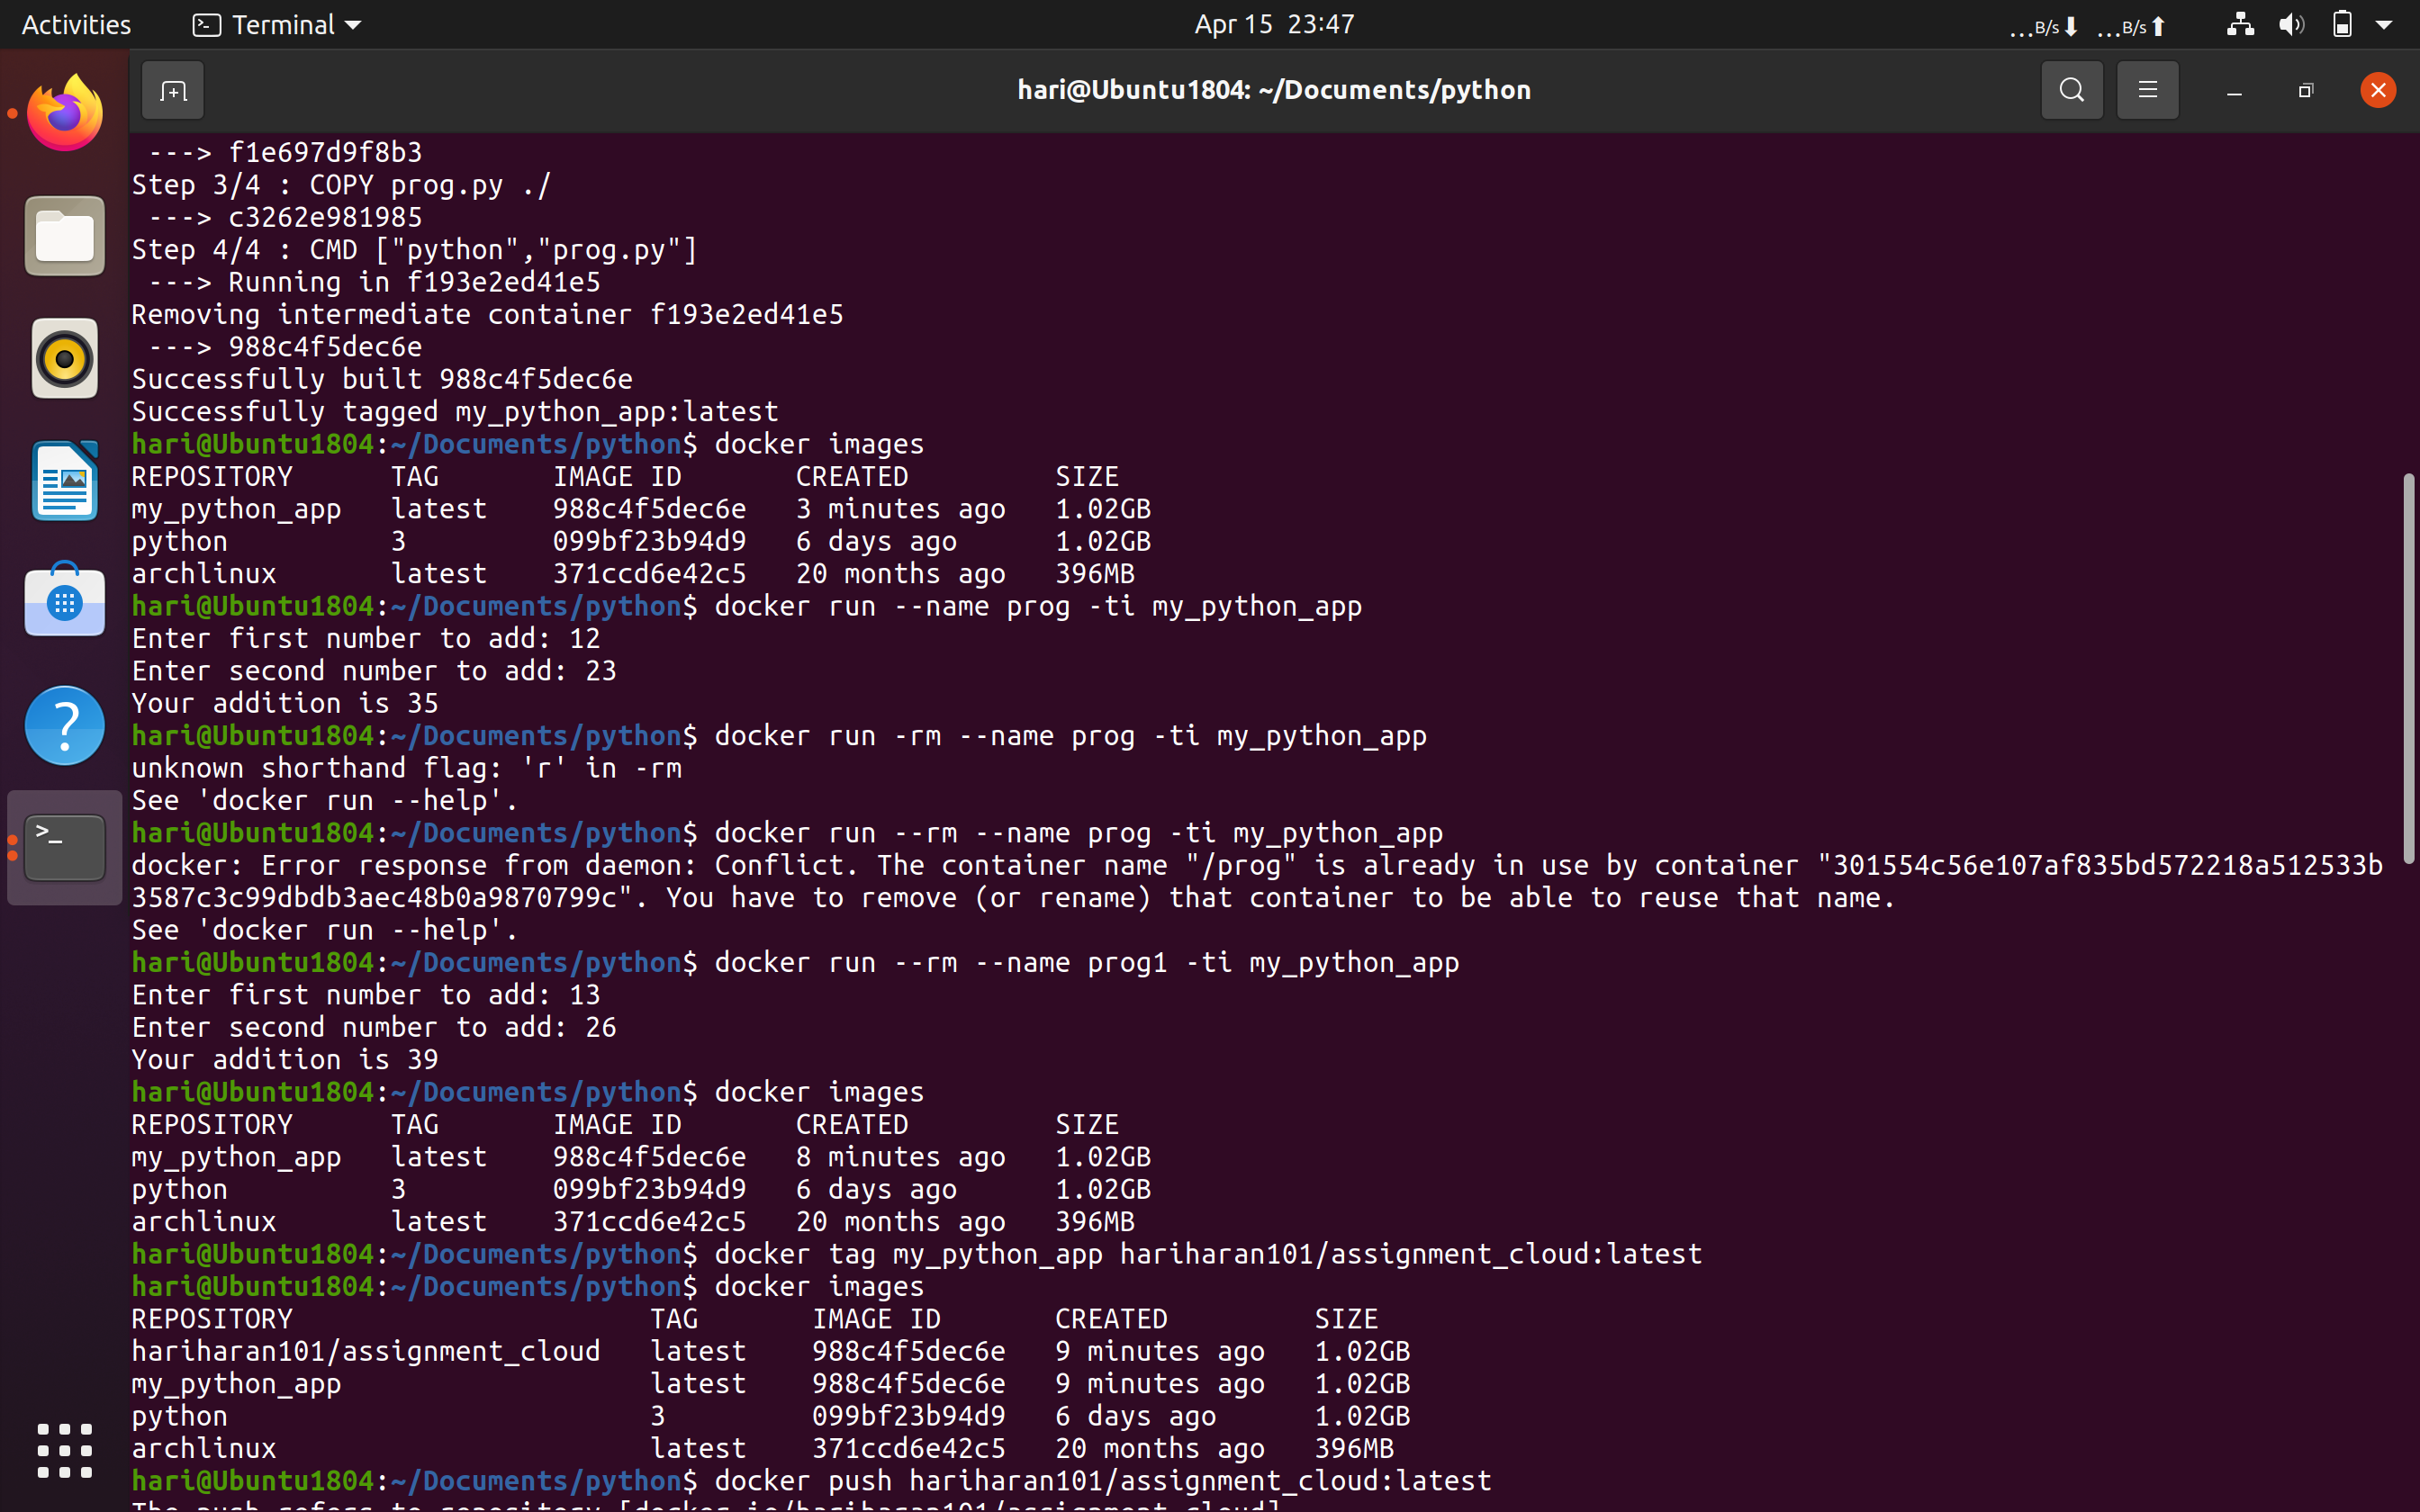 Activities Terminal Apr 15 23:47 ...B/s ...B/s
hari@Ubuntu1804: ~/Documents/python
 ---> f1e697d9f8b3
Step 3/4 : COPY prog.py ./
 ---> c3262e981985
Step 4/4 : CMD ["python","prog.py"]
 ---> Running in f193e2ed41e5
Removing intermediate container f193e2ed41e5
 ---> 988c4f5dec6e
Successfully built 988c4f5dec6e
Successfully tagged my_python_app:latest
hari@Ubuntu1804:~/Documents/python$ docker images
REPOSITORY      TAG       IMAGE ID       CREATED         SIZE
my_python_app   latest    988c4f5dec6e   3 minutes ago   1.02GB
python          3         099bf23b94d9   6 days ago      1.02GB
archlinux       latest    371ccd6e42c5   20 months ago   396MB
hari@Ubuntu1804:~/Documents/python$ docker run --name prog -ti my_python_app
Enter first number to add: 12
Enter second number to add: 23
Your addition is 35
hari@Ubuntu1804:~/Documents/python$ docker run -rm --name prog -ti my_python_app
unknown shorthand flag: 'r' in -rm
See 'docker run --help'.
hari@Ubuntu1804:~/Documents/python$ docker run --rm --name prog -ti my_python_app
docker: Error response from daemon: Conflict. The container name "/prog" is already in use by container "301554c56e107af835bd572218a512533b
3587c3c99dbdb3aec48b0a9870799c". You have to remove (or rename) that container to be able to reuse that name.
See 'docker run --help'.
hari@Ubuntu1804:~/Documents/python$ docker run --rm --name prog1 -ti my_python_app
Enter first number to add: 13
Enter second number to add: 26
Your addition is 39
hari@Ubuntu1804:~/Documents/python$ docker images
REPOSITORY      TAG       IMAGE ID       CREATED         SIZE
my_python_app   latest    988c4f5dec6e   8 minutes ago   1.02GB
python          3         099bf23b94d9   6 days ago      1.02GB
archlinux       latest    371ccd6e42c5   20 months ago   396MB
hari@Ubuntu1804:~/Documents/python$ docker tag my_python_app hariharan101/assignment_cloud:latest
hari@Ubuntu1804:~/Documents/python$ docker images
REPOSITORY                      TAG       IMAGE ID       CREATED         SIZE
hariharan101/assignment_cloud   latest    988c4f5dec6e   9 minutes ago   1.02GB
my_python_app                   latest    988c4f5dec6e   9 minutes ago   1.02GB
python                          3         099bf23b94d9   6 days ago      1.02GB
archlinux                       latest    371ccd6e42c5   20 months ago   396MB
hari@Ubuntu1804:~/Documents/python$ docker push hariharan101/assignment_cloud:latest
The push refers to repository [docker.io/hariharan101/assignment_cloud]